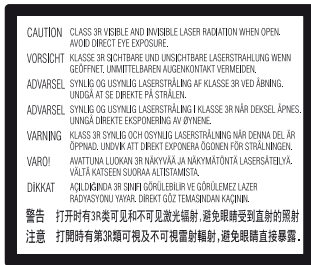 CAUTION CLASS 3R VISIBLE AND INVISIBLE LASER RADIATION WHEN OPEN.
AVOID DIRECT EYE EXPOSURE.
VORSICHT KLASSE 3R SICHTBARE UND UNSICHTBARE LASERSTRAHLUNG WENN
GEÖFFNET, UNMITTELBAREN AUGENKONTAKT VERMEIDEN.
ADVARSEL SYNLIG OG USYNLIG LASERSTRÅLING AF KLASSE 3R VED ÅBNING.
UNDGÅ AT SE DIREKTE PÅ STRÅLEN.
ADVARSEL SYNLIG OG USYNLIG LASERSTRÅLING I KLASSE 3R NÅR DEKSEL ÅPNES.
UNNGÅ DIREKTE EKSPONERING AV ØYNENE.
VARNING KLASS 3R SYNLIG OCH OSYNLIG LASERSTRÅLNING NÄR DENNA DEL ÄR
ÖPPNAD. UNDVIK ATT DIREKT EXPONERA ÖGONEN FÖR STRÅLNINGEN.
VARO! AVATTUNA LUOKAN 3R NÄKYVÄÄ JA NÄKYMÄTÖNTÄ LASERSÄTEILYÄ.
VÄLTÄ KATSEEN SUORAA ALTISTAMISTA.
DİKKAT AÇILDIĞINDA 3R SINIFI GÖRÜLEBİLİR VE GÖRÜLEMEZ LAZER
RADYASYONU YAYAR. DİREKT GÖZ TEMASINDAN KAÇININ.
警告 打开时有3R类可见和不可见激光辐射,避免眼睛受到直射的照射
注意 打開時有第3R類可視及不可視雷射輻射,避免眼睛直接暴露.